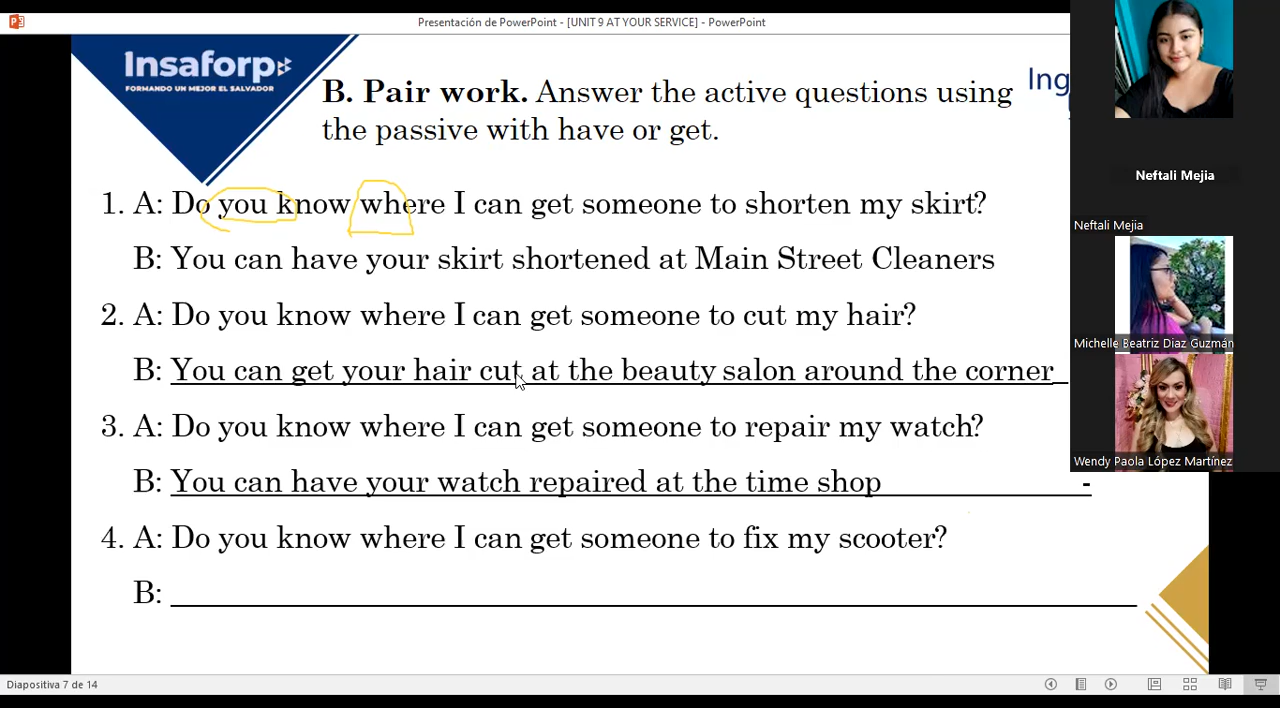 Presentación de PowerPoint - [UNIT 9 AT YOUR SERVICE] - PowerPoint
Insaforp
FORMANDO UN MEJOR EL SALVADOR
Ing
B. Pair work. Answer the active questions using
the passive with have or get.
1. A: Do you know where I can get someone to shorten my skirt?
B: You can have your skirt shortened at Main Street Cleaners
2. A: Do you know where I can get someone to cut my hair?
B: You can get your hair cut at the beauty salon around the corner
3. A: Do you know where I can get someone to repair my watch?
B: You can have your watch repaired at the time shop -
4. A: Do you know where I can get someone to fix my scooter?
B:
Neftali Mejia
Neftali Mejia
Michelle Beatriz Diaz Guzmán
Wendy Paola López Martínez
Diapositiva 7 de 14